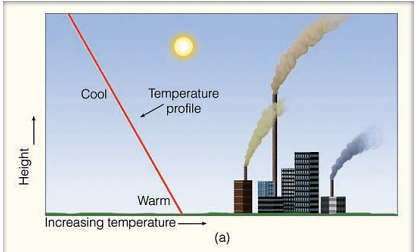 Cool
Temperature
profile
Height
Warm
Increasing temperature
(a)